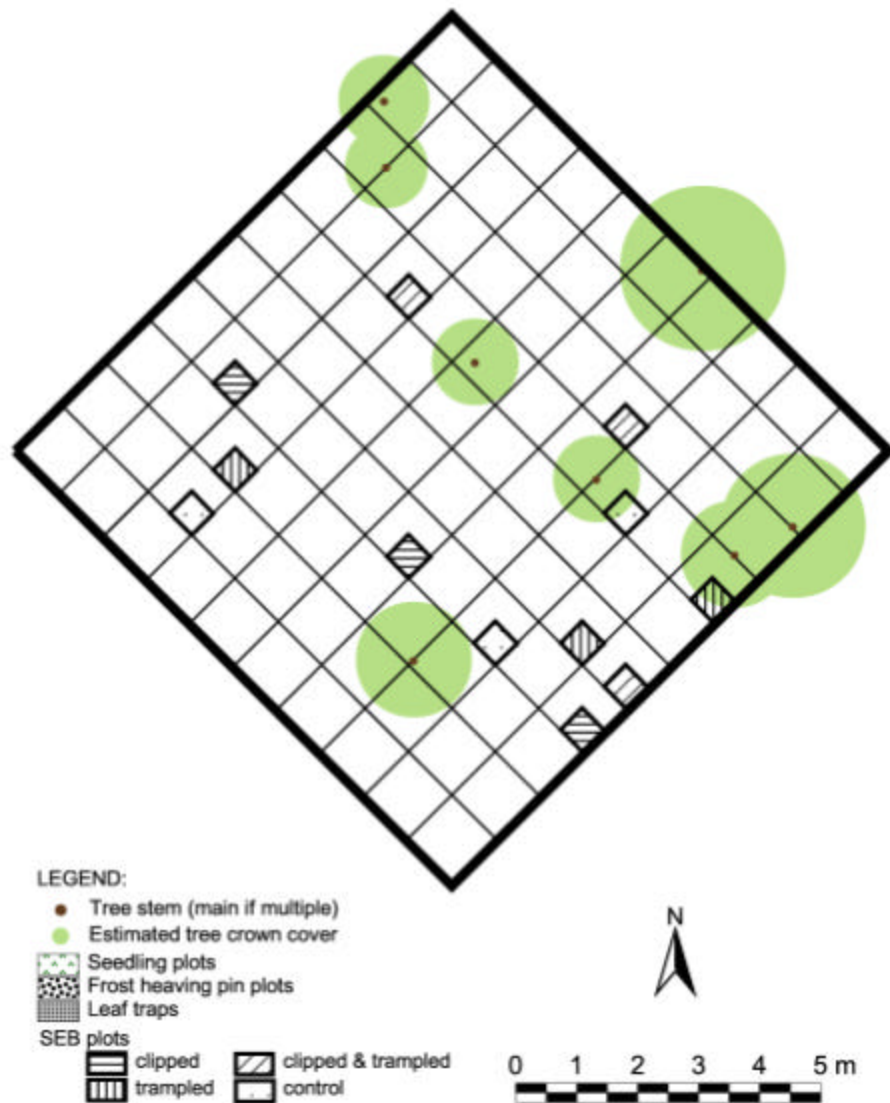 LEGEND:
Tree stem (main if multiple)
Estimated tree crown cover
Seedling plots
Frost heaving pin plots
Leaf traps
SEB plots
clipped clipped & trampled
trampled control
N
0 1 2 3 4 5 m